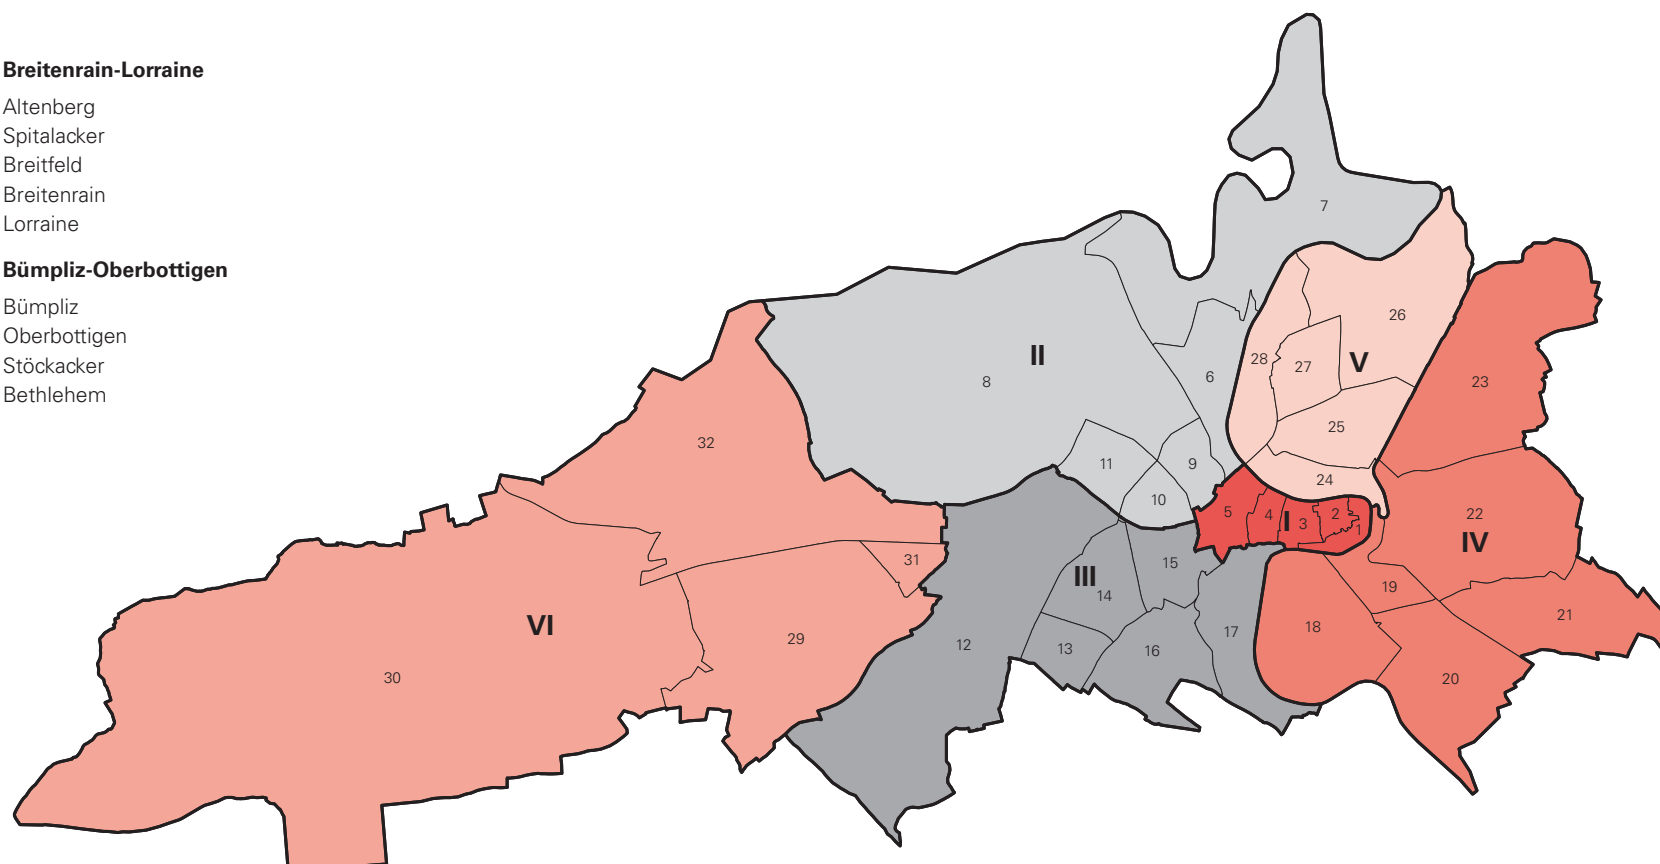 Breitenrain-Lorraine
Altenberg
Spitalacker
Breitfeld
Breitenrain
Lorraine
Bümpliz-Oberbottigen
Bümpliz
Oberbottigen
Stöckacker
Bethlehem
7
26
II
28
27
V
8
6
23
25
32
11
9
24
10
5
4
I
3
2
1
22
IV
31
15
III
14
19
21
VI
29
12
13
16
17
18
30
20